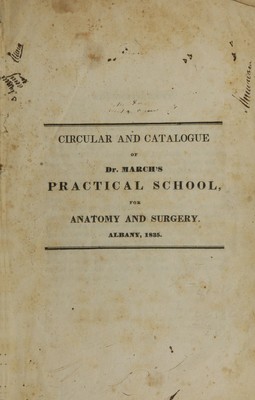 CIRCULAR AND CATALOGUE
OF
Dr. MARCH'S
PRACTICAL SCHOOL,
FOR
ANATOMY AND SURGERY.
ALBANY, 1835.